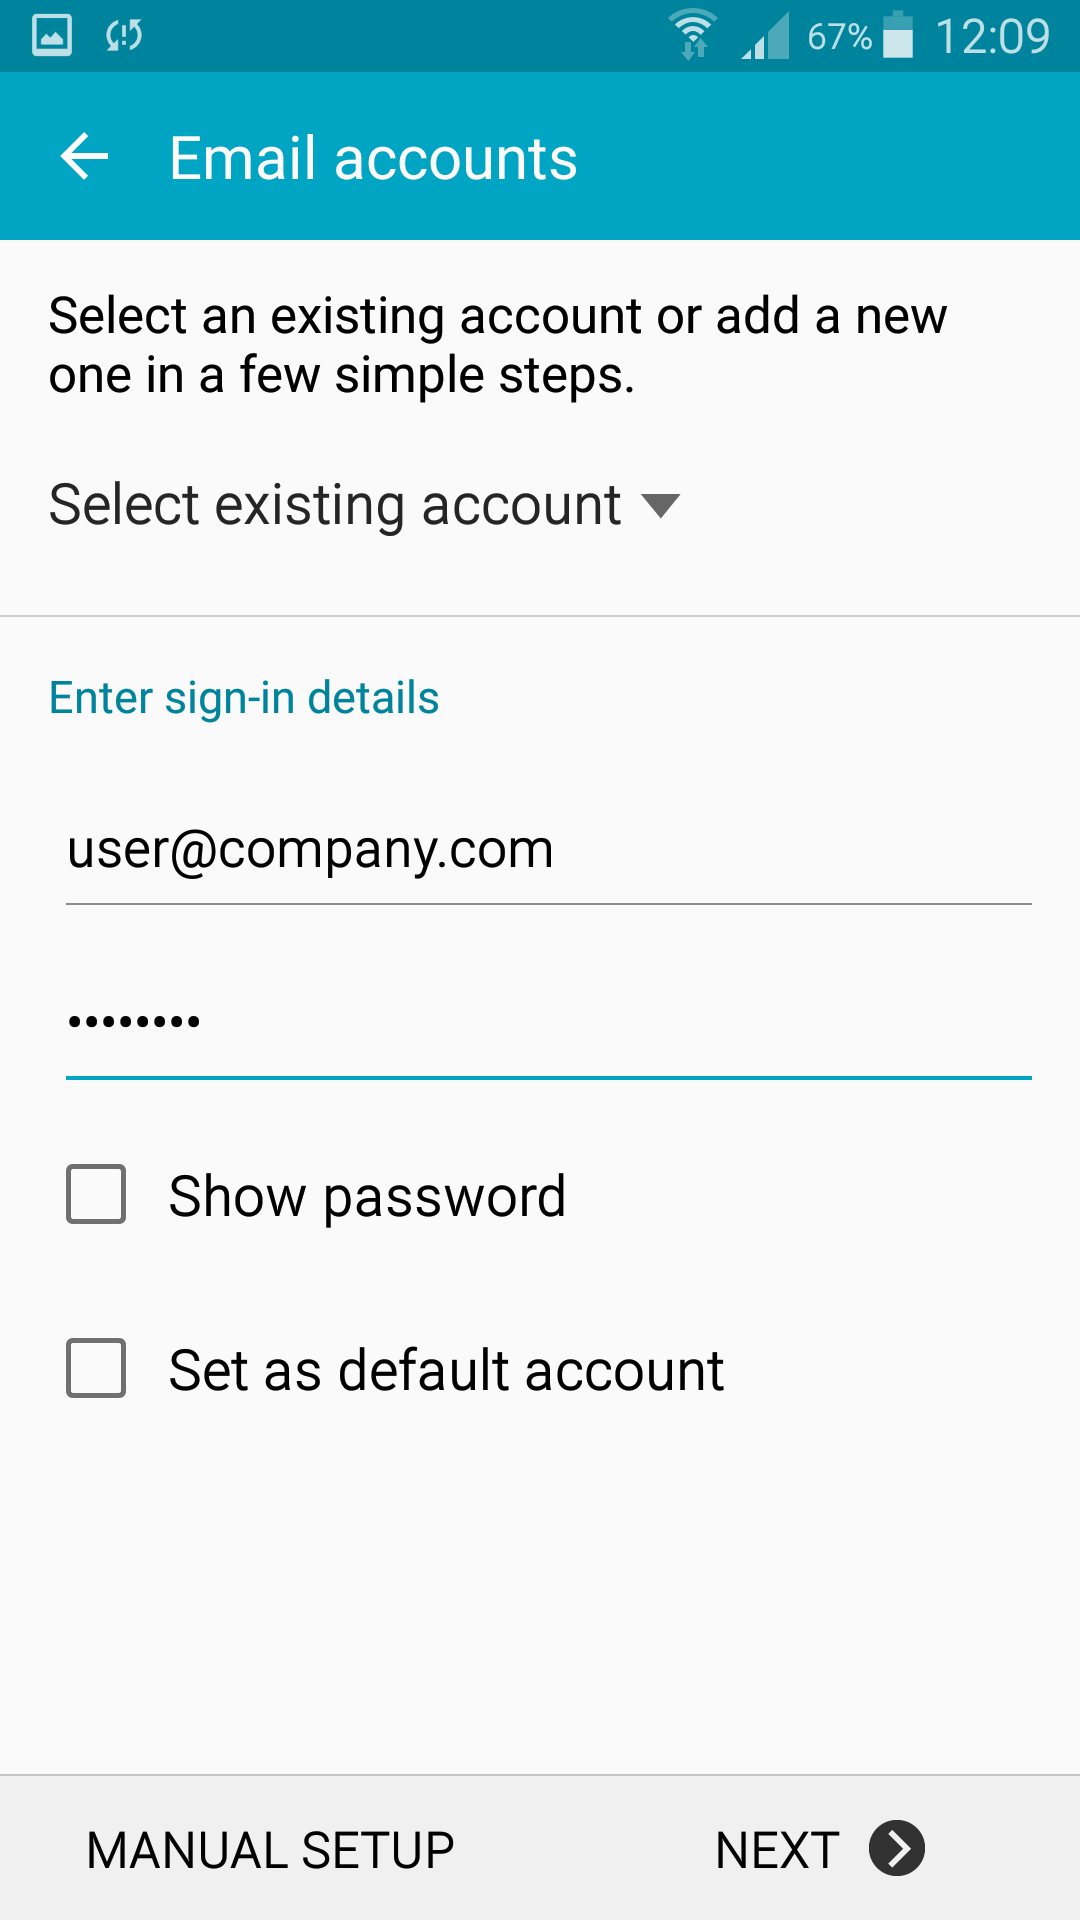 67% 12:09
Email accounts
Select an existing account or add a new
one in a few simple steps.
Select existing account
Enter sign-in details
user@company.com
••••••••
Show password
Set as default account
MANUAL SETUP NEXT